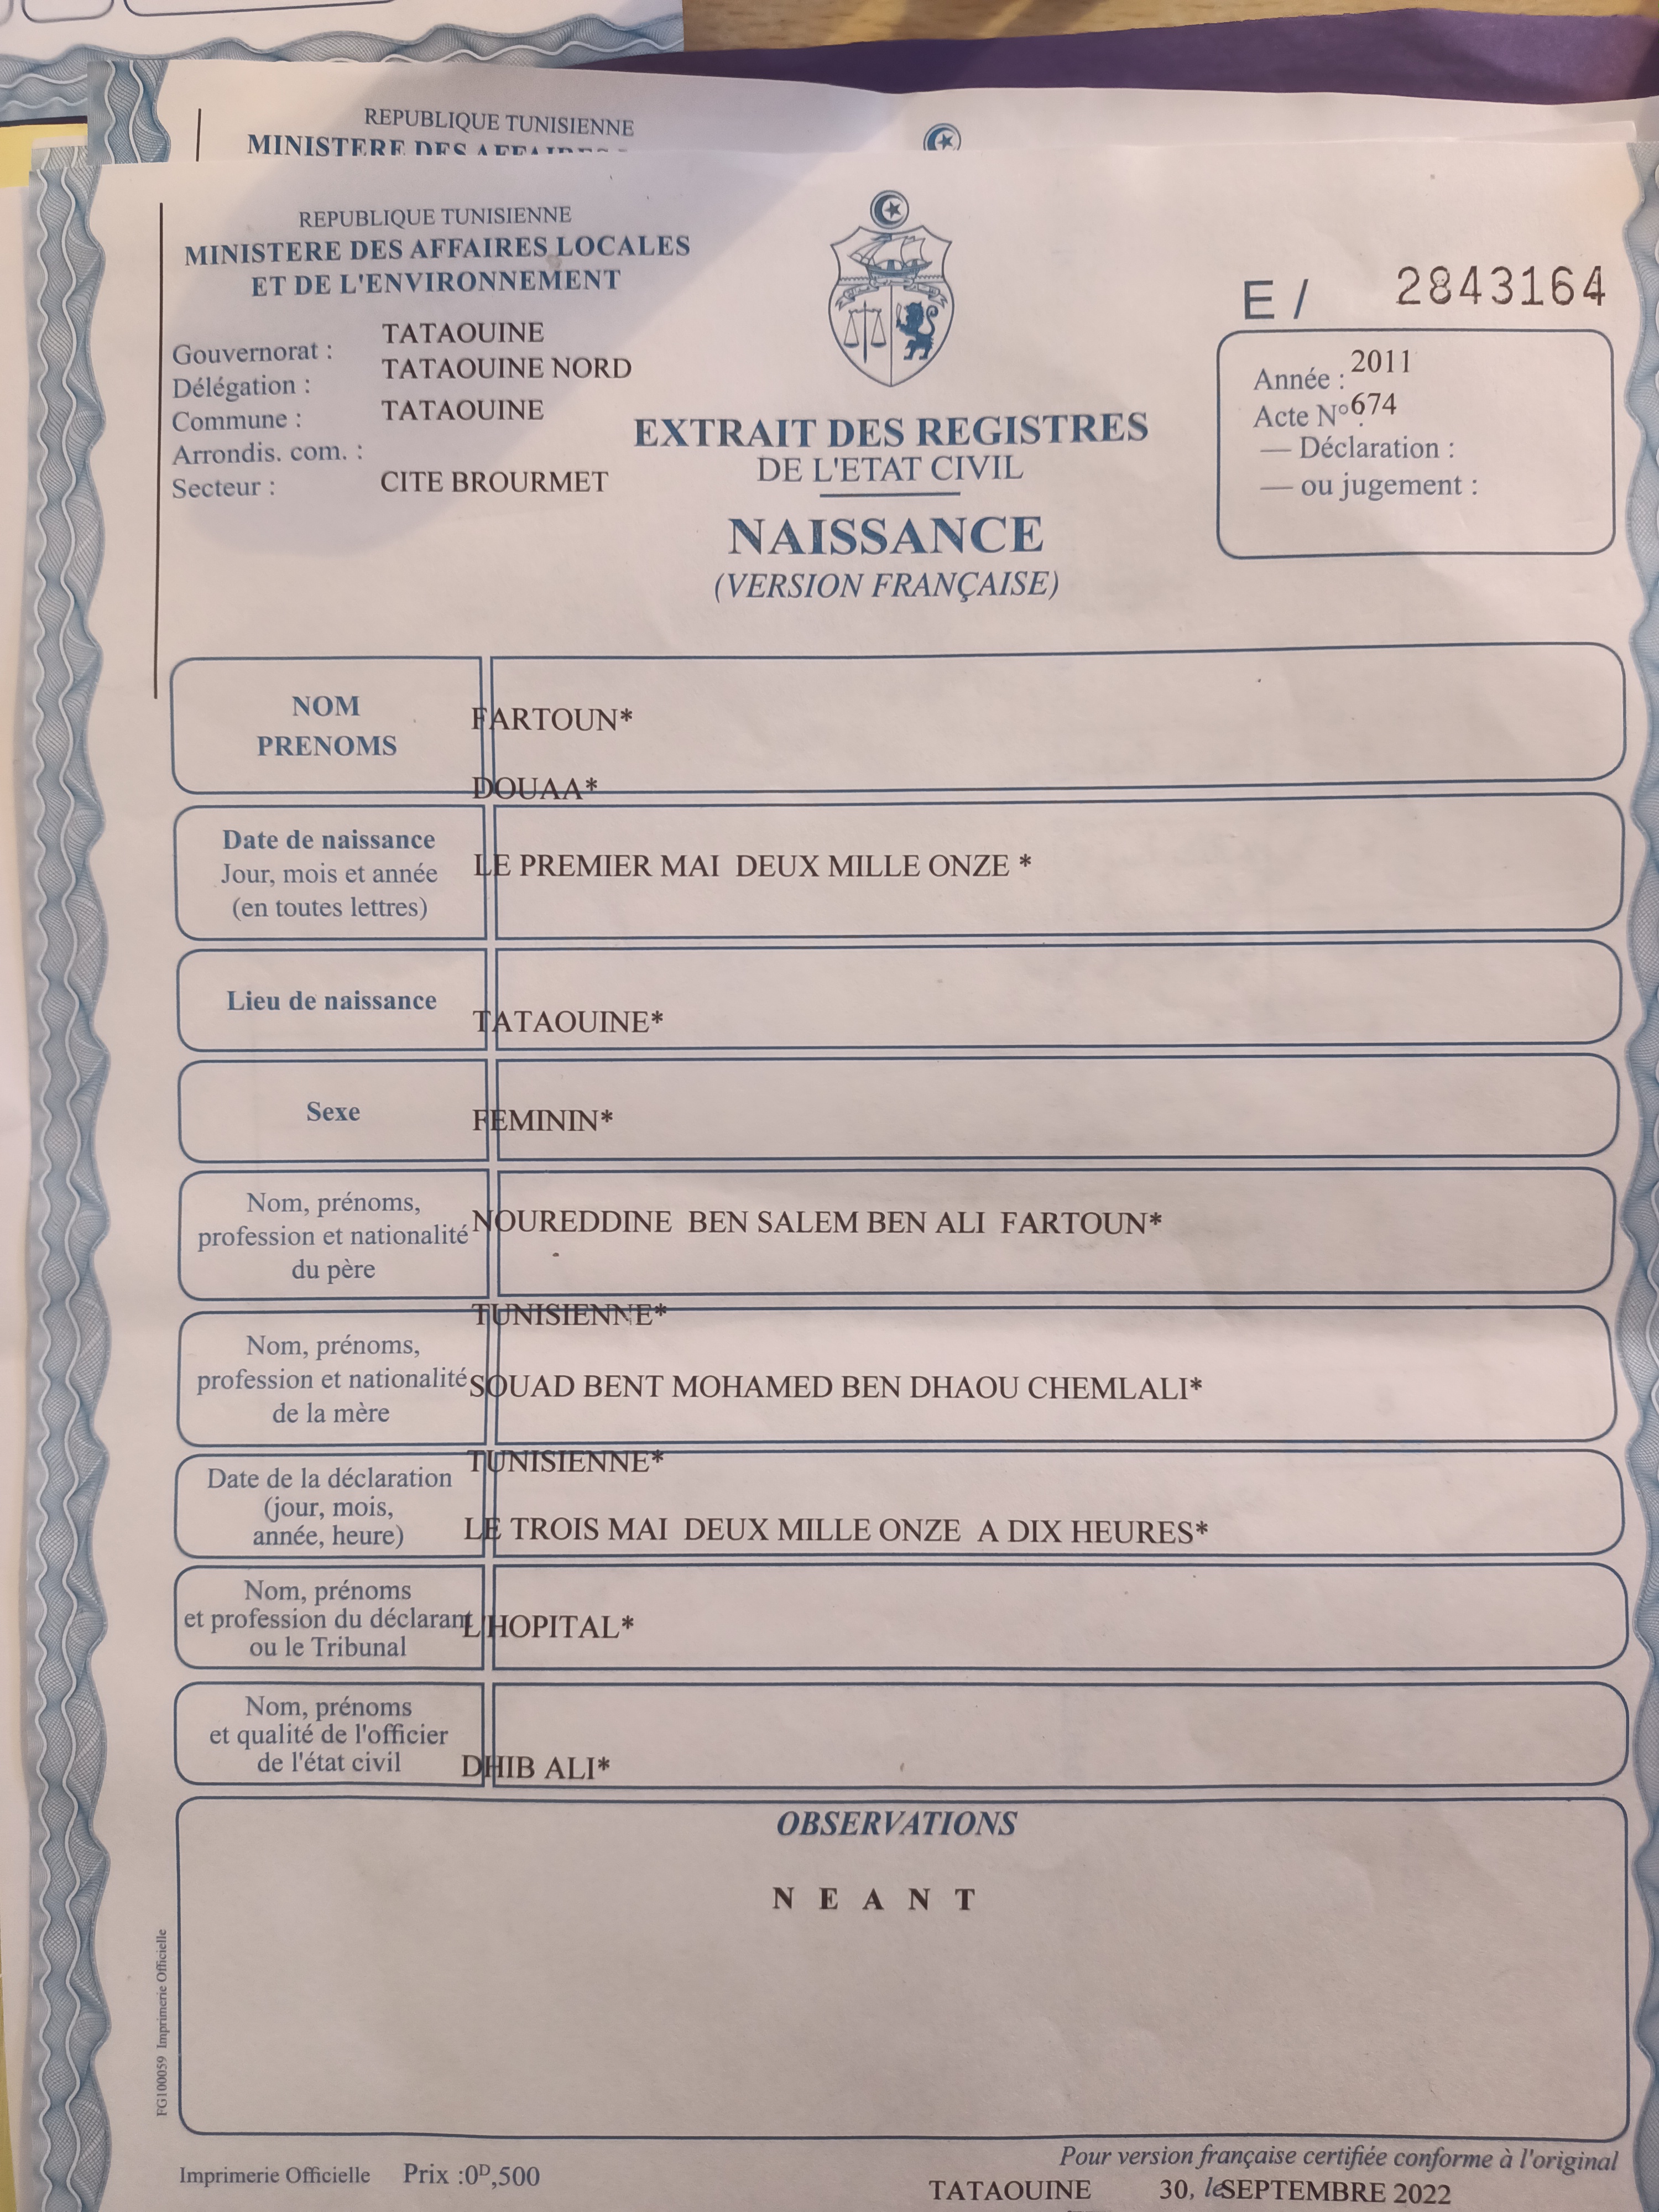 REPUBLIQUE TUNISIENNE
MINISTERE DES AFFAIRES
REPUBLIQUE TUNISIENNE
MINISTERE DES AFFAIRES LOCALES
ET DE L'ENVIRONNEMENT
Gouvernorat : TATAOUINE
Délégation : TATAOUINE NORD
Commune : TATAOUINE
Arrondis. com. :
Secteur : CITE BROURMET
EXTRAIT DES REGISTRES
DE L'ETAT CIVIL
NAISSANCE
(VERSION FRANÇAISE)
E / 2843164
Année : 2011
Acte N° 674
— Déclaration :
— ou jugement :
NOM
PRENOMS
FARTOUN*
DOUAA*
Date de naissance
Jour, mois et année
(en toutes lettres)
LE PREMIER MAI DEUX MILLE ONZE *
Lieu de naissance
TATAOUINE*
Sexe
FEMININ*
Nom, prénoms,
profession et nationalité
du père
NOUREDDINE BEN SALEM BEN ALI FARTOUN*
TUNISIENNE*
Nom, prénoms,
profession et nationalité
de la mère
SOUAD BENT MOHAMED BEN DHAOU CHEMLALI*
TUNISIENNE*
Date de la déclaration
(jour, mois,
année, heure)
LE TROIS MAI DEUX MILLE ONZE A DIX HEURES*
Nom, prénoms
et profession du déclarant
ou le Tribunal
L'HOPITAL*
Nom, prénoms
et qualité de l'officier
de l'état civil
DHIB ALI*
OBSERVATIONS
N E A N T
FG100059 Imprimerie Officielle
Imprimerie Officielle Prix :0D,500
Pour version française certifiée conforme à l'original
TATAOUINE 30, le SEPTEMBRE 2022